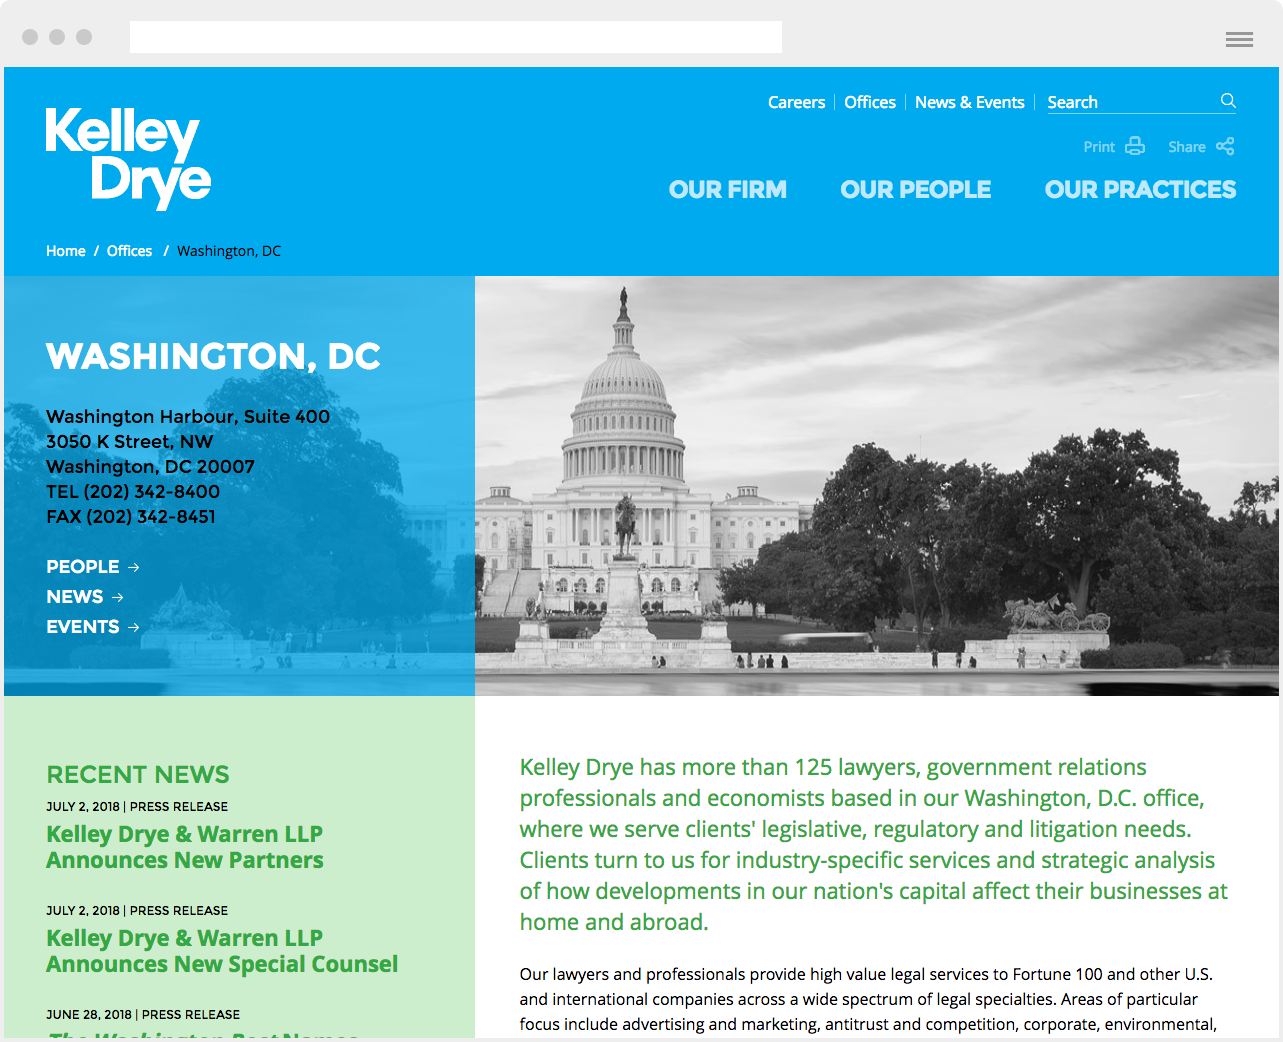 Kelley
Drye
Careers
Offices
News & Events
Search
Print
Share
OUR FIRM
OUR PEOPLE
OUR PRACTICES
Home / Offices / Washington, DC
WASHINGTON, DC
Washington Harbour, Suite 400
3050 K Street, NW
Washington, DC 20007
TEL (202) 342-8400
FAX (202) 342-8451
PEOPLE →
NEWS →
EVENTS →
RECENT NEWS
JULY 2, 2018 | PRESS RELEASE
Kelley Drye & Warren LLP
Announces New Partners
JULY 2, 2018 | PRESS RELEASE
Kelley Drye & Warren LLP
Announces New Special Counsel
JUNE 28, 2018 | PRESS RELEASE
The Washington Post Names
Kelley Drye has more than 125 lawyers, government relations
professionals and economists based in our Washington, D.C. office,
where we serve clients' legislative, regulatory and litigation needs.
Clients turn to us for industry-specific services and strategic analysis
of how developments in our nation's capital affect their businesses at
home and abroad.
Our lawyers and professionals provide high value legal services to Fortune 100 and other U.S.
and international companies across a wide spectrum of legal specialties. Areas of particular
focus include advertising and marketing, antitrust and competition, corporate, environmental,